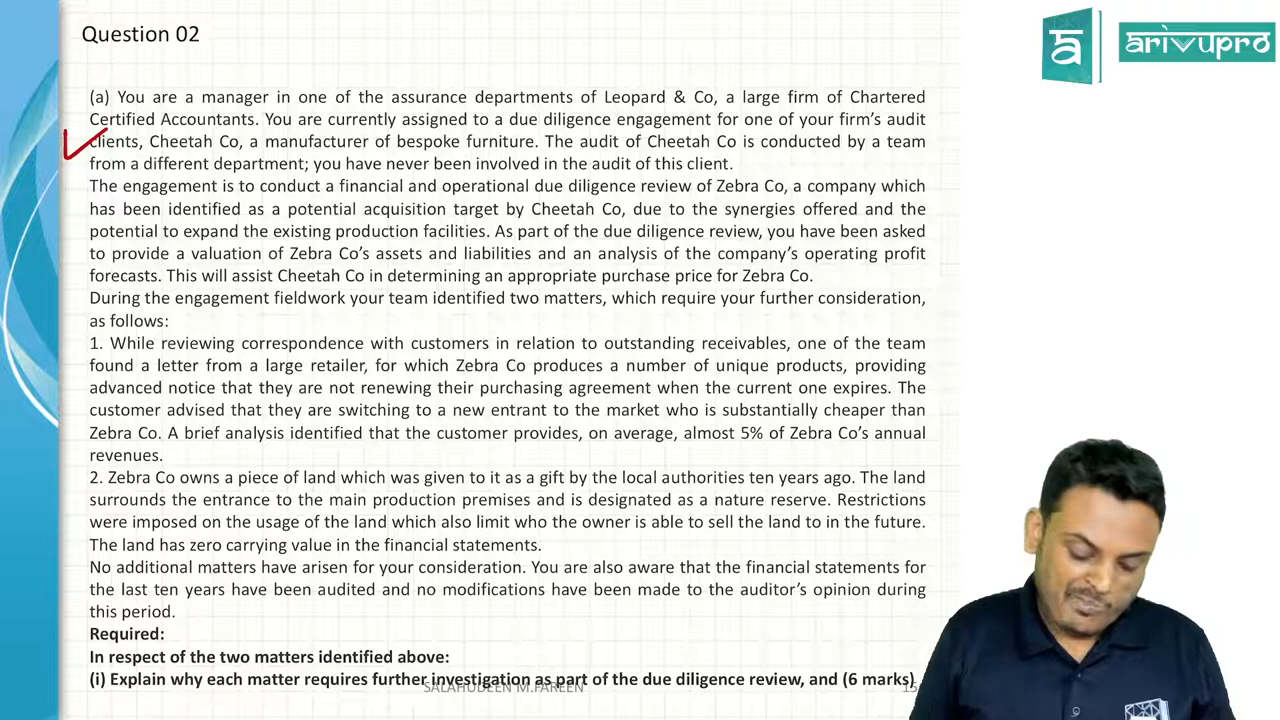 Question 02
ā arivupro
(a) You are a manager in one of the assurance departments of Leopard & Co, a large firm of Chartered
Certified Accountants. You are currently assigned to a due diligence engagement for one of your firm's audit
clients, Cheetah Co, a manufacturer of bespoke furniture. The audit of Cheetah Co is conducted by a team
from a different department; you have never been involved in the audit of this client.
The engagement is to conduct a financial and operational due diligence review of Zebra Co, a company which
has been identified as a potential acquisition target by Cheetah Co, due to the synergies offered and the
potential to expand the existing production facilities. As part of the due diligence review, you have been asked
to provide a valuation of Zebra Co's assets and liabilities and an analysis of the company's operating profit
forecasts. This will assist Cheetah Co in determining an appropriate purchase price for Zebra Co.
During the engagement fieldwork your team identified two matters, which require your further consideration,
as follows:
1. While reviewing correspondence with customers in relation to outstanding receivables, one of the team
found a letter from a large retailer, for which Zebra Co produces a number of unique products, providing
advanced notice that they are not renewing their purchasing agreement when the current one expires. The
customer advised that they are switching to a new entrant to the market who is substantially cheaper than
Zebra Co. A brief analysis identified that the customer provides, on average, almost 5% of Zebra Co's annual
revenues.
2. Zebra Co owns a piece of land which was given to it as a gift by the local authorities ten years ago. The land
surrounds the entrance to the main production premises and is designated as a nature reserve. Restrictions
were imposed on the usage of the land which also limit who the owner is able to sell the land to in the future.
The land has zero carrying value in the financial statements.
No additional matters have arisen for your consideration. You are also aware that the financial statements for
the last ten years have been audited and no modifications have been made to the auditor's opinion during
this period.
Required:
In respect of the two matters identified above:
(i) Explain why each matter requires further investigation as part of the due diligence review, and (6 marks)
SALAHUDEEN M.FAREEN